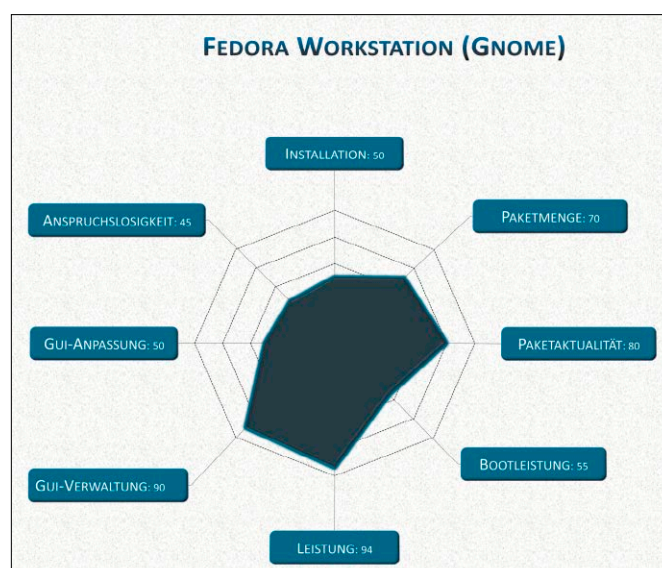 FEDORA WORKSTATION (GNOME)
INSTALLATION: 50
ANSPRUCHSLOSIGKEIT: 45
PAKETMENGE: 70
GUI-ANPASSUNG: 50
PAKETAKTUALITÄT: 80
GUI-VERWALTUNG: 90
BOOTLEISTUNG: 55
LEISTUNG: 94